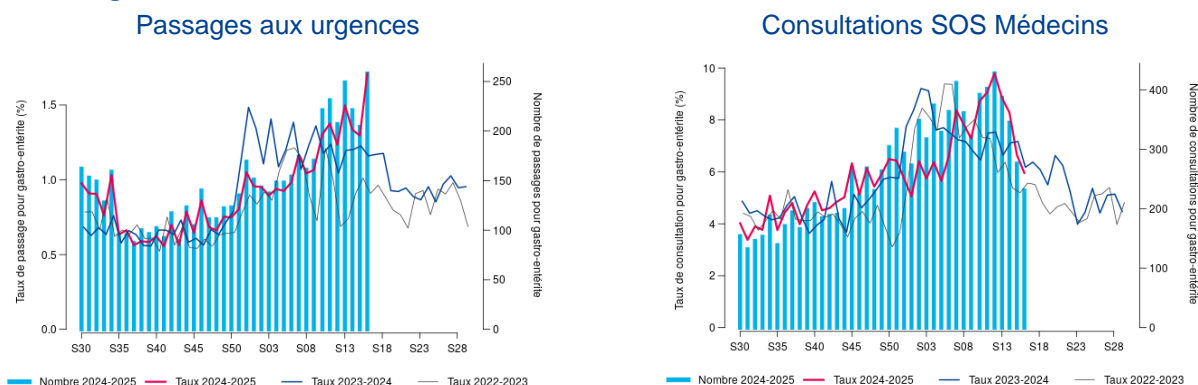 Passages aux urgences
Taux de passage pour gastro-entérite (%)
0.0
0.5
1.0
1.5
Nombre de passages pour gastro-entérite
0
50
100
150
200
250
S30 S35 S40 S45 S50 S03 S08 S13 S18 S23 S28
Nombre 2024-2025 Taux 2024-2025 Taux 2023-2024 Taux 2022-2023
Consultations SOS Médecins
Taux de consultation pour gastro-entérite (%)
0
2
4
6
8
10
Nombre de consultations pour gastro-entérite
0
100
200
300
400
S30 S35 S40 S45 S50 S03 S08 S13 S18 S23 S28
Nombre 2024-2025 Taux 2024-2025 Taux 2023-2024 Taux 2022-2023